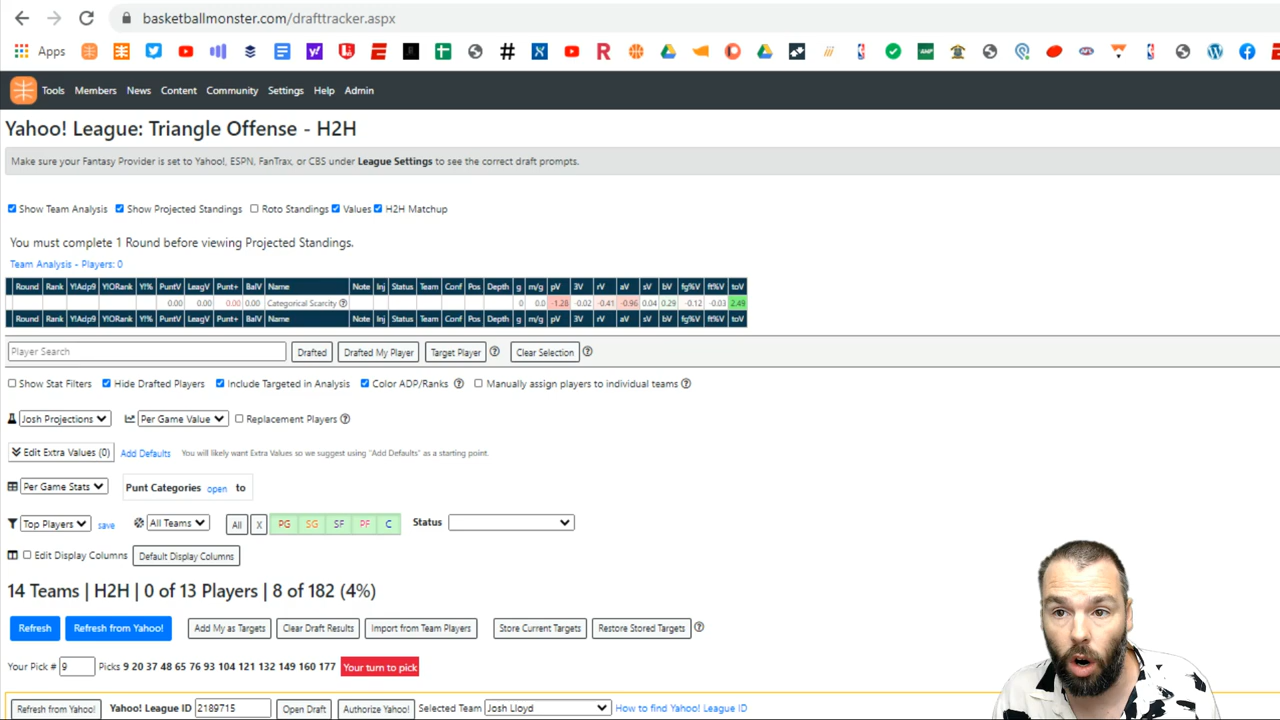 basketballmonster.com/drafttracker.aspx
Apps
Tools Members News Content Community Settings Help Admin
Yahoo! League: Triangle Offense - H2H
Make sure your Fantasy Provider is set to Yahoo!, ESPN, FanTrax, or CBS under League Settings to see the correct draft prompts.
Show Team Analysis Show Projected Standings Roto Standings Values H2H Matchup
You must complete 1 Round before viewing Projected Standings.
Team Analysis - Players: 0
Round Rank Y!Adp9 Y!ORank Y!% PuntV LeagV Punt+ BalV Name Note Inj Status Team Conf Pos Depth g m/g pV 3V rV aV sV bV fg%V ft%V toV
0.00 0.00 0.00 0.00 Categorical Scarcity 0 0.0 -1.28 -0.02 -0.41 -0.96 0.04 0.29 -0.12 -0.03 2.49
Round Rank Y!Adp9 Y!ORank Y!% PuntV LeagV Punt+ BalV Name Note Inj Status Team Conf Pos Depth g m/g pV 3V rV aV sV bV fg%V ft%V toV
Player Search Drafted Drafted My Player Target Player Clear Selection
Show Stat Filters Hide Drafted Players Include Targeted in Analysis Color ADP/Ranks Manually assign players to individual teams
Josh Projections Per Game Value Replacement Players
Edit Extra Values (0) Add Defaults You will likely want Extra Values so we suggest using "Add Defaults" as a starting point.
Per Game Stats Punt Categories open to
Top Players save All Teams All X PG SG SF PF C Status
Edit Display Columns Default Display Columns
14 Teams | H2H | 0 of 13 Players | 8 of 182 (4%)
Refresh Refresh from Yahoo! Add My as Targets Clear Draft Results Import from Team Players Store Current Targets Restore Stored Targets
Your Pick # 9 Picks 9 20 37 48 65 76 93 104 121 132 149 160 177 Your turn to pick
Refresh from Yahoo! Yahoo! League ID 2189715 Open Draft Authorize Yahoo! Selected Team Josh Lloyd How to find Yahoo! League ID